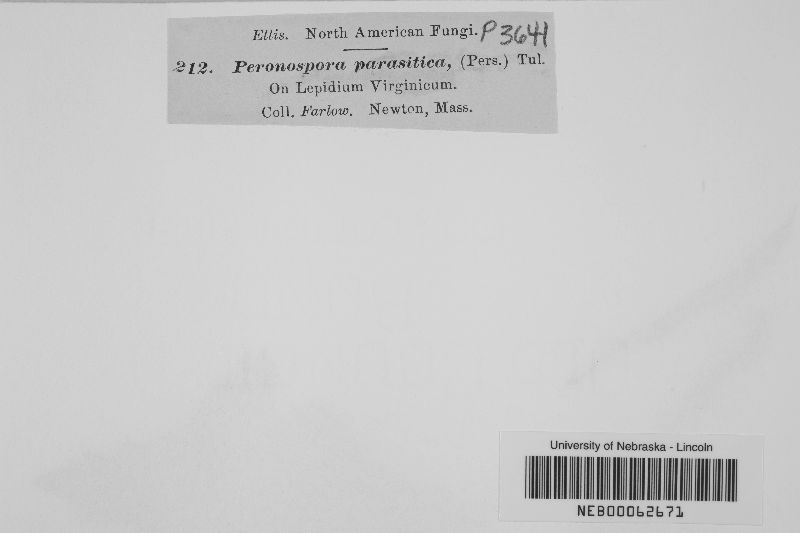 Ellis. North American Fungi. P3641
212. Peronospora parasitica, (Pers.) Tul.
On Lepidium Virginicum.
Coll. Farlow. Newton, Mass.
University of Nebraska - Lincoln
NEB00062671